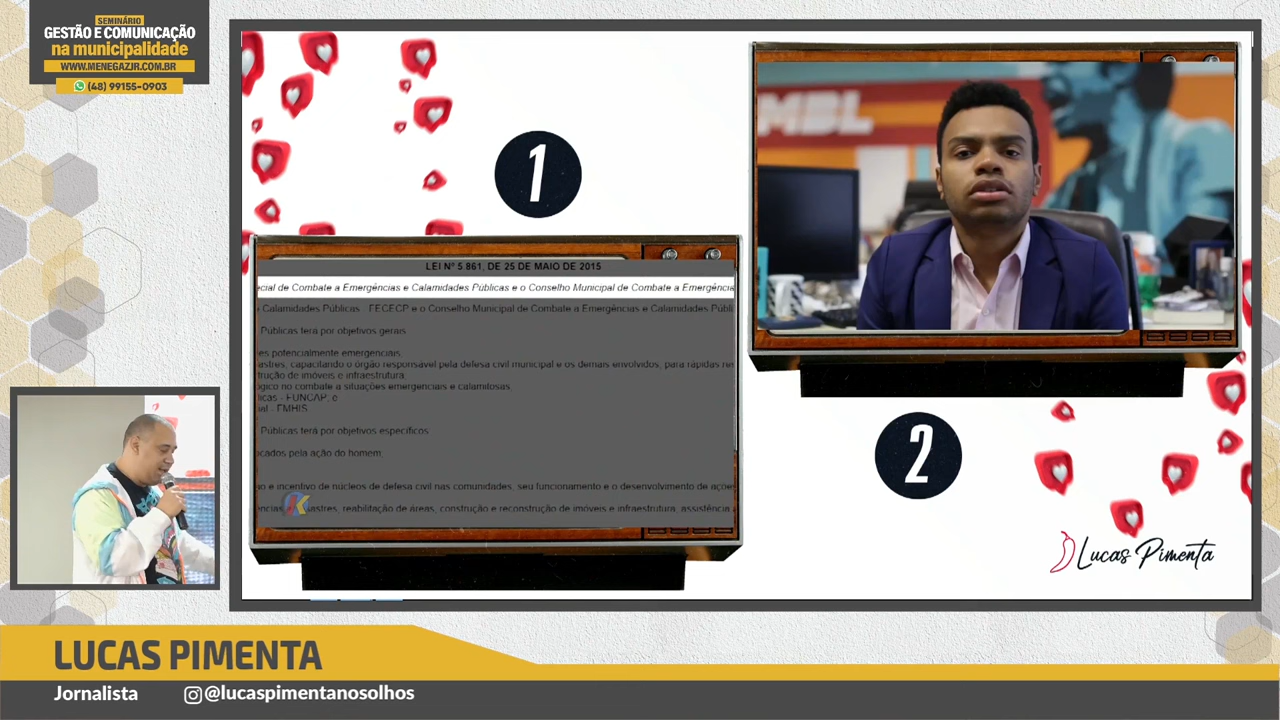 SEMINÁRIO
GESTÃO E COMUNICAÇÃO
na municipalidade
WWW.MENEGAZJR.COM.BR
(48) 99155-0903
1
MBL
LEI Nº 5.861, DE 25 DE MAIO DE 2015
ecial de Combate a Emergências e Calamidades Públicas e o Conselho Municipal de Combate a Emergência
Calamidades Públicas - FECECP e o Conselho Municipal de Combate a Emergências e Calamidades Públi
Públicas terá por objetivos gerais
potencialmente emergenciais.
capacitando o órgão responsável pela defesa civil municipal e os demais envolvidos, para rápidas
trução de imóveis e infraestrutura
ógico no combate a situações emergenciais e calamitosas
licas - FUNCAP; e
ial - FMHIS
Públicas terá por objetivos específicos
ocados pela ação do homem.
e incentivo de núcleos de defesa civil nas comunidades, seu funcionamento e o desenvolvimento de açõe
reabilitação de áreas, construção e reconstrução de imóveis e infraestrutura, assistência
2
Lucas Pimenta
LUCAS PIMENTA
Jornalista @lucaspimentanosolhos